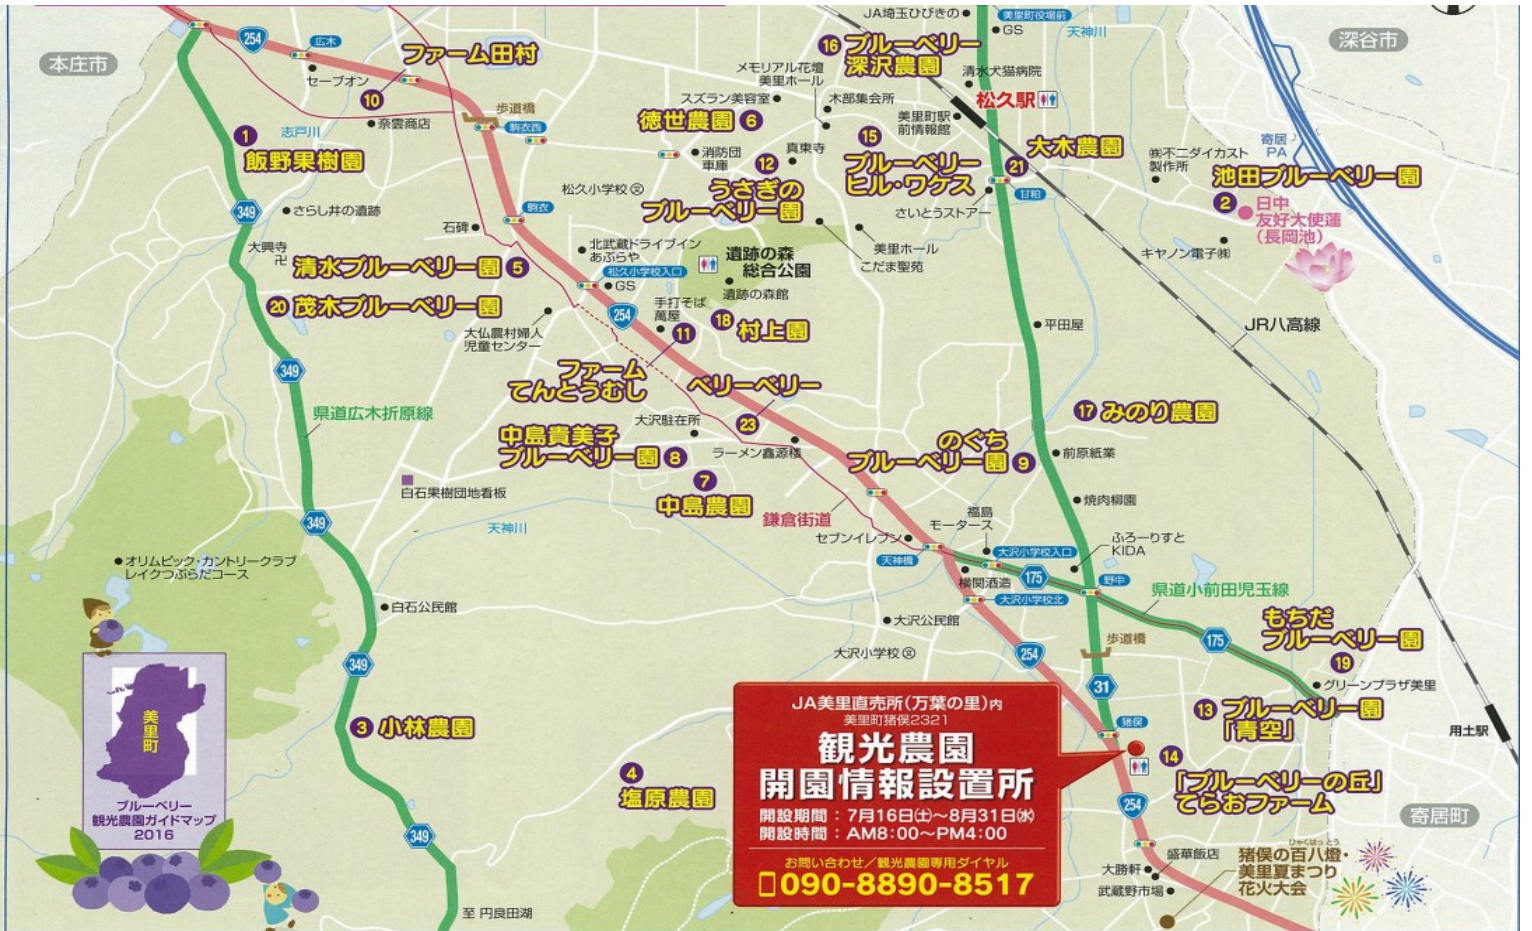 JA埼玉ひびきの
美里町役場前
GS
天神川
深谷市
本庄市
254
広木
セーブオン
ファーム田村
10
奈雲商店
歩道橋
駒衣西
16
ブルーベリー
深沢農園
メモリアル花壇
美里ホール
スズラン美容室
木部集会所
清水犬猫病院
松久駅
美里町駅
前情報館
徳世農園
6
消防団
車庫
12
真東寺
うさぎの
ブルーベリー園
15
ブルーベリー
ヒル・ワケス
21
大木農園
甘粕
さいとうストアー
㈱不二ダイカスト
製作所
寄居
PA
池田ブルーベリー園
2
日中
友好大使蓮
(長岡池)
キヤノン電子㈱
志戸川
1
飯野果樹園
349
さらし井の遺跡
大興寺
卍
松久小学校
文
石碑
駒衣
清水ブルーベリー園
5
20
茂木ブルーベリー園
北武蔵ドライブイン
あぶらや
松久小学校入口
GS
254
遺跡の森
総合公園
遺跡の森館
美里ホール
こだま聖苑
大仏農村婦人
児童センター
手打そば
萬屋
11
18
村上園
平田屋
JR八高線
349
県道広木折原線
ファーム
てんとうむし
ベリーベリー
23
大沢駐在所
ラーメン鑫源楼
中島貴美子
ブルーベリー園
8
7
中島農園
17
みのり農園
のぐち
ブルーベリー園
9
前原紙業
白石果樹団地看板
349
天神川
鎌倉街道
焼肉柳園
福島
モータース
セブンイレブン
天神橋
大沢小学校入口
ふろーりすと
KIDA
横関酒造
175
野中
大沢小学校北
県道小前田児玉線
オリムピック・カントリークラブ
レイクつぶらだコース
白石公民館
大沢公民館
大沢小学校
文
254
歩道橋
175
もちだ
ブルーベリー園
19
グリーンプラザ美里
349
31
13
ブルーベリー園
「青空」
用土駅
猪俣
14
「ブルーベリーの丘」
てらおファーム
254
寄居町
3
小林農園
4
塩原農園
JA美里直売所(万葉の里)内
美里町猪俣2321
観光農園
開園情報設置所
開設期間:7月16日㈯〜8月31日㈬
開設時間:AM8:00〜PM4:00
お問い合わせ/観光農園専用ダイヤル
090-8890-8517
美里町
ブルーベリー
観光農園ガイドマップ
2016
349
至 円良田湖
盛華飯店
大勝軒
武蔵野市場
ひゃくはっとう
猪俣の百八燈・
美里夏まつり
花火大会